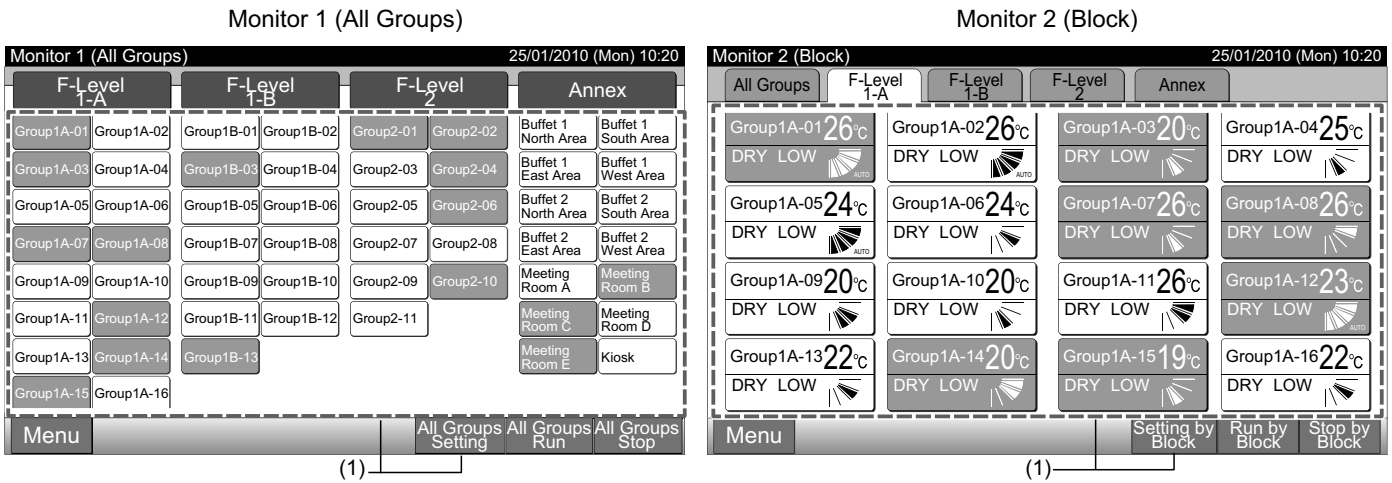 Monitor 1 (All Groups)
Monitor 1 (All Groups) 25/01/2010 (Mon) 10:20
F-Level
1-A
F-Level
1-B
F-Level
2
Annex
Group1A-01 Group1A-02 Group1B-01 Group1B-02 Group2-01 Group2-02
Buffet 1
North Area
Buffet 1
South Area
Group1A-03 Group1A-04 Group1B-03 Group1B-04 Group2-03 Group2-04
Buffet 1
East Area
Buffet 1
West Area
Group1A-05 Group1A-06 Group1B-05 Group1B-06 Group2-05 Group2-06
Buffet 2
North Area
Buffet 2
South Area
Group1A-07 Group1A-08 Group1B-07 Group1B-08 Group2-07 Group2-08
Buffet 2
East Area
Buffet 2
West Area
Group1A-09 Group1A-10 Group1B-09 Group1B-10 Group2-09 Group2-10
Meeting
Room A
Meeting
Room B
Group1A-11 Group1A-12 Group1B-11 Group1B-12 Group2-11
Meeting
Room C
Meeting
Room D
Group1A-13 Group1A-14 Group1B-13
Meeting
Room E
Kiosk
Group1A-15 Group1A-16
Menu
All Groups
Setting
All Groups
Run
All Groups
Stop
(1)
Monitor 2 (Block)
Monitor 2 (Block) 25/01/2010 (Mon) 10:20
All Groups
F-Level
1-A
F-Level
1-B
F-Level
2
Annex
Group1A-01 26°C Group1A-02 26°C Group1A-03 20°C Group1A-04 25°C
DRY LOW AUTO DRY LOW AUTO DRY LOW DRY LOW
Group1A-05 24°C Group1A-06 24°C Group1A-07 26°C Group1A-08 26°C
DRY LOW AUTO DRY LOW DRY LOW DRY LOW
Group1A-09 20°C Group1A-10 20°C Group1A-11 26°C Group1A-12 23°C
DRY LOW DRY LOW DRY LOW DRY LOW AUTO
Group1A-13 22°C Group1A-14 20°C Group1A-15 19°C Group1A-16 22°C
DRY LOW DRY LOW DRY LOW DRY LOW
Menu
Setting by
Block
Run by
Block
Stop by
Block
(1)